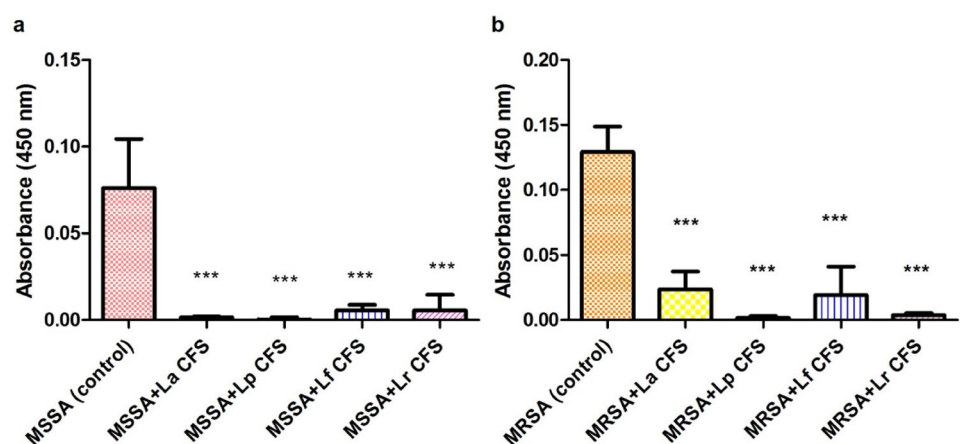 a
Absorbance (450 nm)
0.15
0.10
0.05
0.00
***
***
***
***
MSSA (control)
MSSA+La CFS
MSSA+Lp CFS
MSSA+Lf CFS
MSSA+Lr CFS
b
Absorbance (450 nm)
0.20
0.15
0.10
0.05
0.00
***
***
***
***
MRSA (control)
MRSA+La CFS
MRSA+Lp CFS
MRSA+Lf CFS
MRSA+Lr CFS